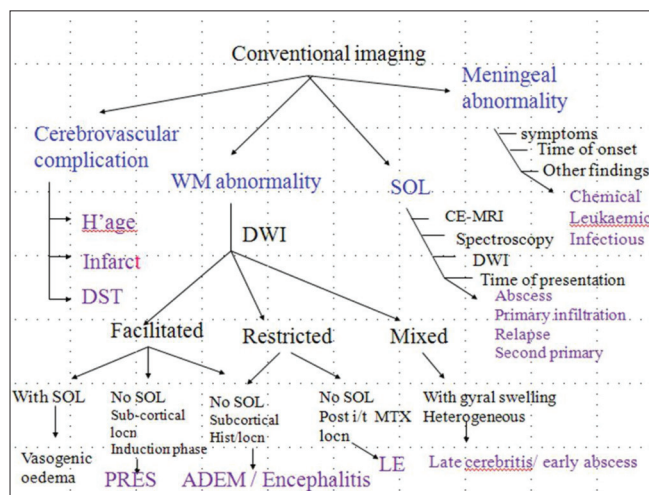 Conventional imaging
Cerebrovascular
complication
H'age
Infarct
DST
WM abnormality
DWI
SOL
CE-MRI
Spectroscopy
DWI
Time of presentation
Abscess
Primary infiltration
Relapse
Second primary
Meningeal
abnormality
symptoms
Time of onset
Other findings
Chemical
Leukaemic
Infectious
Facilitated
Restricted
Mixed
With SOL
Vasogenic
oedema
No SOL
Sub-cortical
locn
Induction phase
PRES
No SOL
Subcortical
Hist/locn
ADEM / Encephalitis
No SOL
Post i/t MTX
locn
LE
With gyral swelling
Heterogeneous
Late cerebritis/ early abscess